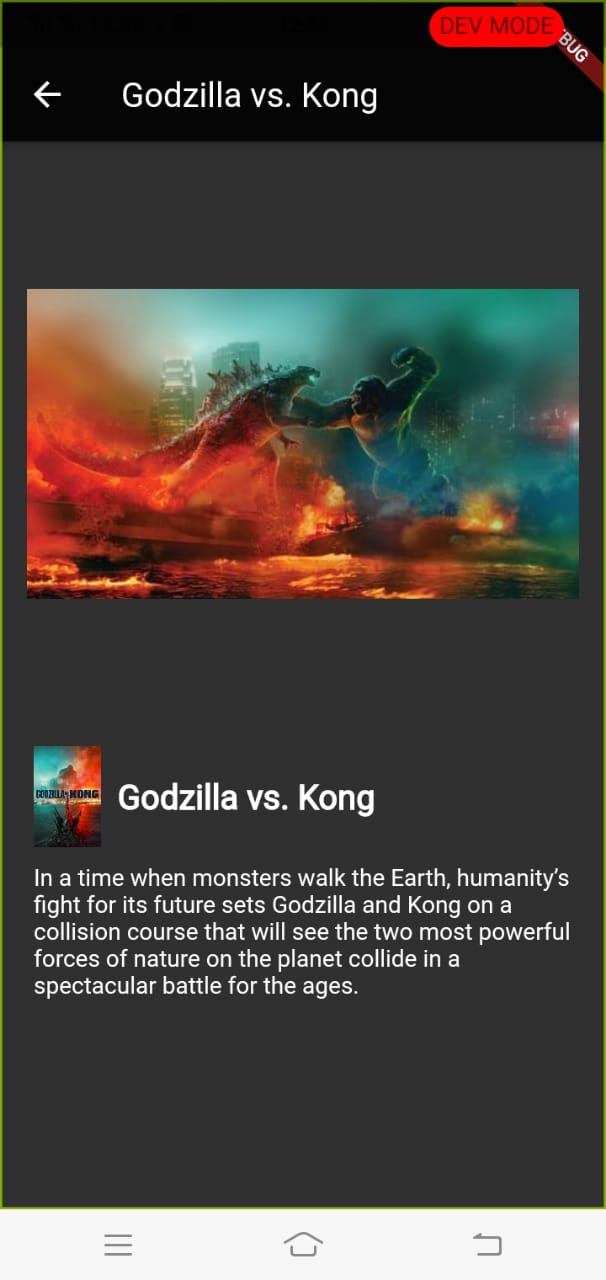 DEV MODE
BUG
Godzilla vs. Kong
GODZILLA vs KONG
Godzilla vs. Kong
In a time when monsters walk the Earth, humanity’s
fight for its future sets Godzilla and Kong on a
collision course that will see the two most powerful
forces of nature on the planet collide in a
spectacular battle for the ages.